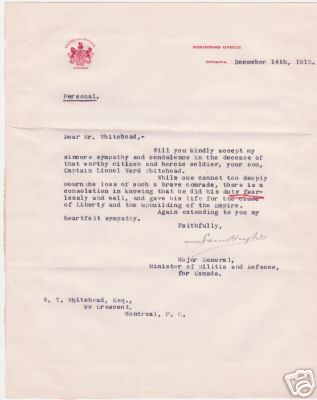 MINISTER'S OFFICE
OTTAWA, December 14th, 1915.
Personal.
Dear Mr. Whitehead,-
Will you kindly accept my
sincere sympathy and condolence in the decease of
that worthy citizen and heroic soldier, your son,
Captain Lionel Ward Whitehead.
While one cannot too deeply
mourn the loss of such a brave comrade, there is a
consolation in knowing that he did his duty fear-
lessly and well, and gave his life for the cause
of liberty and the upbuilding of the Empire.
Again extending to you my
heartfelt sympathy.
Faithfully,
Sam Hughes
Major General,
Minister of Militia and Defence,
for Canada.
Whitehead, Esq.,
99 Crescent,
Montreal, P. Q.